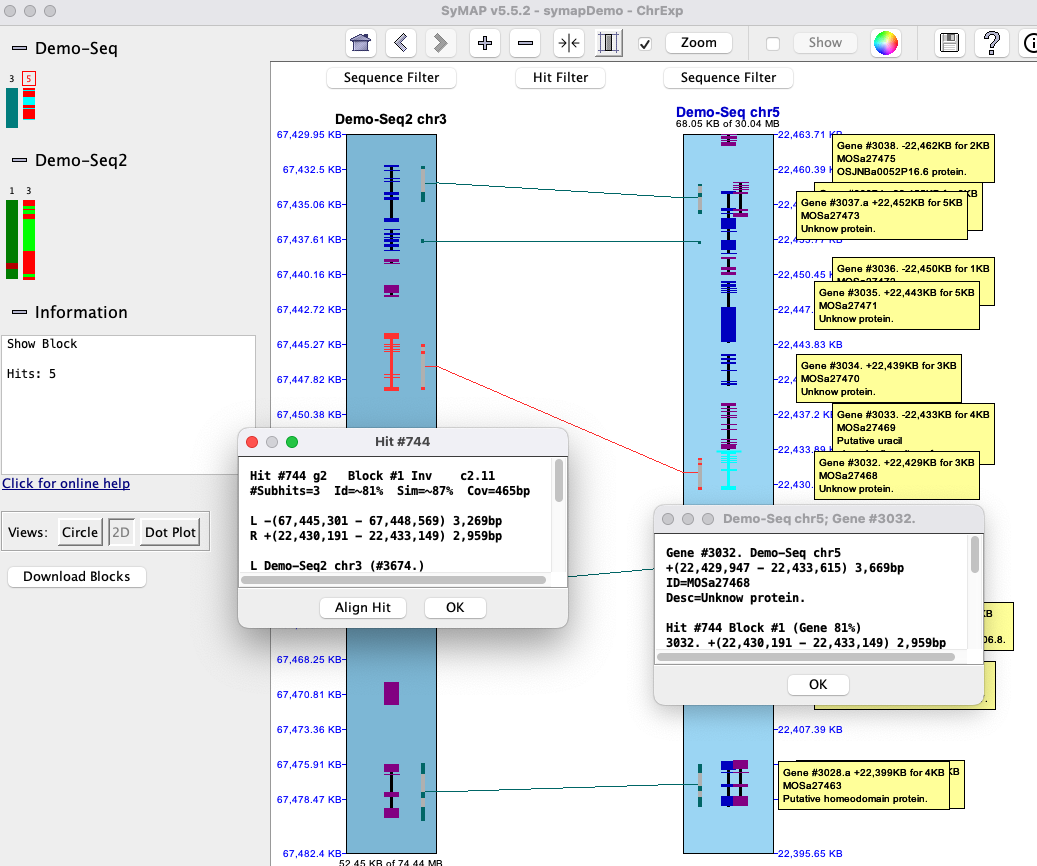 SyMAP v5.5.2 - symapDemo - ChrExp
Demo-Seq
3 5
Demo-Seq2
1 3
Information
Show Block
Hits: 5
Click for online help
Views: Circle 2D Dot Plot
Download Blocks
Zoom Show
Sequence Filter Hit Filter Sequence Filter
Demo-Seq2 chr3
67,429.95 KB
67,432.5 KB
67,435.06 KB
67,437.61 KB
67,440.16 KB
67,442.72 KB
67,445.27 KB
67,447.82 KB
67,450.38 KB
67,468.25 KB
67,470.81 KB
67,473.36 KB
67,475.91 KB
67,478.47 KB
67,482.4 KB
52.45 KB of 74.44 MB
Demo-Seq chr5
68.05 KB of 30.04 MB
22,463.71 KB
22,460.39
22,4
22,450.45
22,447.
22,443.83 KB
22,4
22,437.2 K
22,433.89
22,430.
22,407.39 KB
22,395.65 KB
Gene #3038. -22,462KB for 2KB
MOSa27475
OSJNBa0052P16.6 protein.
Gene #3037.a +22,452KB for 5KB
MOSa27473
Unknow protein.
Gene #3036. -22,450KB for 1KB
Gene #3035. +22,443KB for 5KB
MOSa27471
Unknow protein.
Gene #3034. +22,439KB for 3KB
MOSa27470
Unknow protein.
Gene #3033. -22,433KB for 4KB
MOSa27469
Putative uracil
Gene #3032. +22,429KB for 3KB
MOSa27468
Unknow protein.
KB
06.8.
Gene #3028.a +22,399KB for 4KB
KB
MOSa27463
Putative homeodomain protein.
Hit #744
Hit #744 g2 Block #1 Inv c2.11
#Subhits=3 Id=~81% Sim=~87% Cov=465bp
L -(67,445,301 - 67,448,569) 3,269bp
R +(22,430,191 - 22,433,149) 2,959bp
L Demo-Seq2 chr3 (#3674.)
Align Hit OK
Demo-Seq chr5; Gene #3032.
Gene #3032. Demo-Seq chr5
+(22,429,947 - 22,433,615) 3,669bp
ID=MOSa27468
Desc=Unknow protein.
Hit #744 Block #1 (Gene 81%)
3032. +(22,430,191 - 22,433,149) 2,959bp
OK